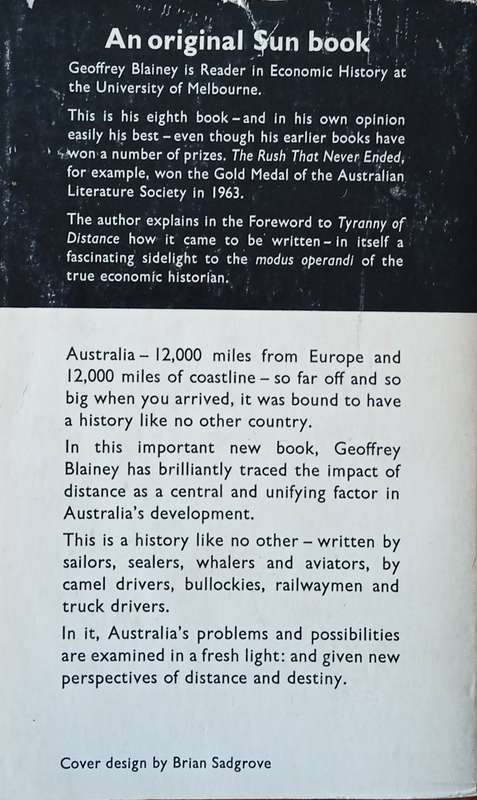 An original Sun book
Geoffrey Blainey is Reader in Economic History at
the University of Melbourne.
This is his eighth book – and in his own opinion
easily his best – even though his earlier books have
won a number of prizes. The Rush That Never Ended,
for example, won the Gold Medal of the Australian
Literature Society in 1963.
The author explains in the Foreword to Tyranny of
Distance how it came to be written – in itself a
fascinating sidelight to the modus operandi of the
true economic historian.
Australia – 12,000 miles from Europe and
12,000 miles of coastline – so far off and so
big when you arrived, it was bound to have
a history like no other country.
In this important new book, Geoffrey
Blainey has brilliantly traced the impact of
distance as a central and unifying factor in
Australia's development.
This is a history like no other – written by
sailors, sealers, whalers and aviators, by
camel drivers, bullockies, railwaymen and
truck drivers.
In it, Australia's problems and possibilities
are examined in a fresh light: and given new
perspectives of distance and destiny.
Cover design by Brian Sadgrove